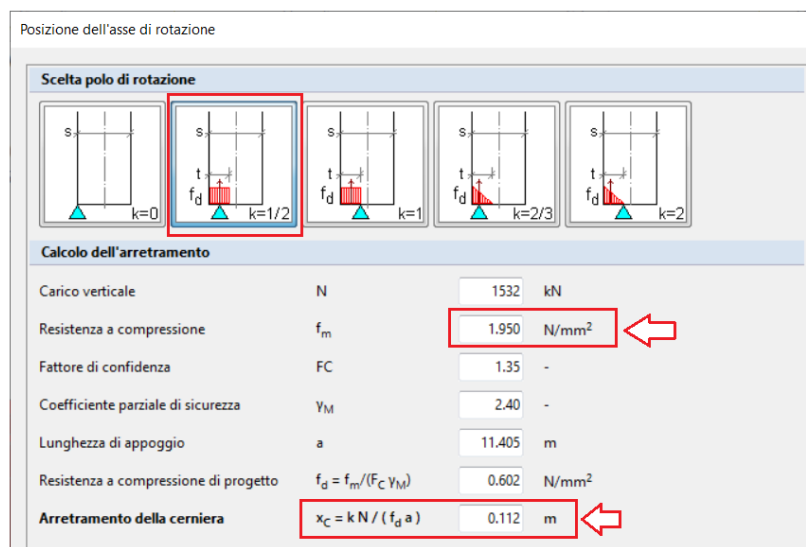 Posizione dell'asse di rotazione
Scelta polo di rotazione
s k=0
s t fd k=1/2
s t fd k=1
s t fd k=2/3
s t fd k=2
Calcolo dell'arretramento
Carico verticale N 1532 kN
Resistenza a compressione fm 1.950 N/mm²
Fattore di confidenza FC 1.35 -
Coefficiente parziale di sicurezza γM 2.40 -
Lunghezza di appoggio a 11.405 m
Resistenza a compressione di progetto fd = fm/(FC γM) 0.602 N/mm²
Arretramento della cerniera xC = k N / ( fd a ) 0.112 m